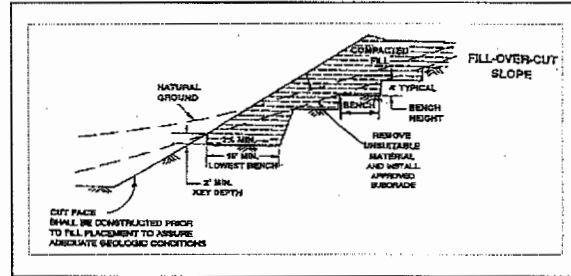 COMPACTED
FILL
FILL-OVER-CUT
SLOPE
4' TYPICAL
NATURAL
GROUND
BENCH
BENCH
HEIGHT
2% MIN.
15' MIN.
LOWEST BENCH
REMOVE
UNSUITABLE
MATERIAL
AND INSTALL
APPROVED
SUBGRADE
2' MIN.
KEY DEPTH
CUT FACE
SHALL BE CONSTRUCTED PRIOR
TO FILL PLACEMENT TO ASSURE
ADEQUATE GEOLOGIC CONDITIONS